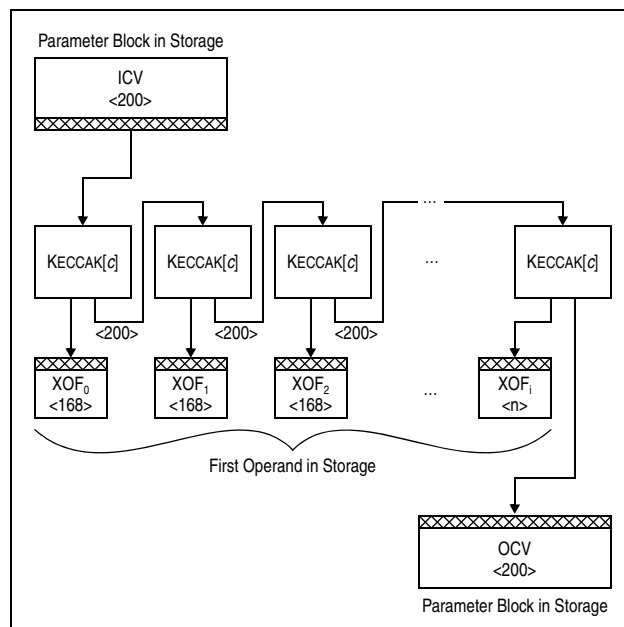 Parameter Block in Storage
ICV
<200>
...
KECCAK[c] KECCAK[c] KECCAK[c] ... KECCAK[c]
<200> <200> <200>
XOF0 XOF1 XOF2 XOFi
<168> <168> <168> ... <n>
First Operand in Storage
OCV
<200>
Parameter Block in Storage